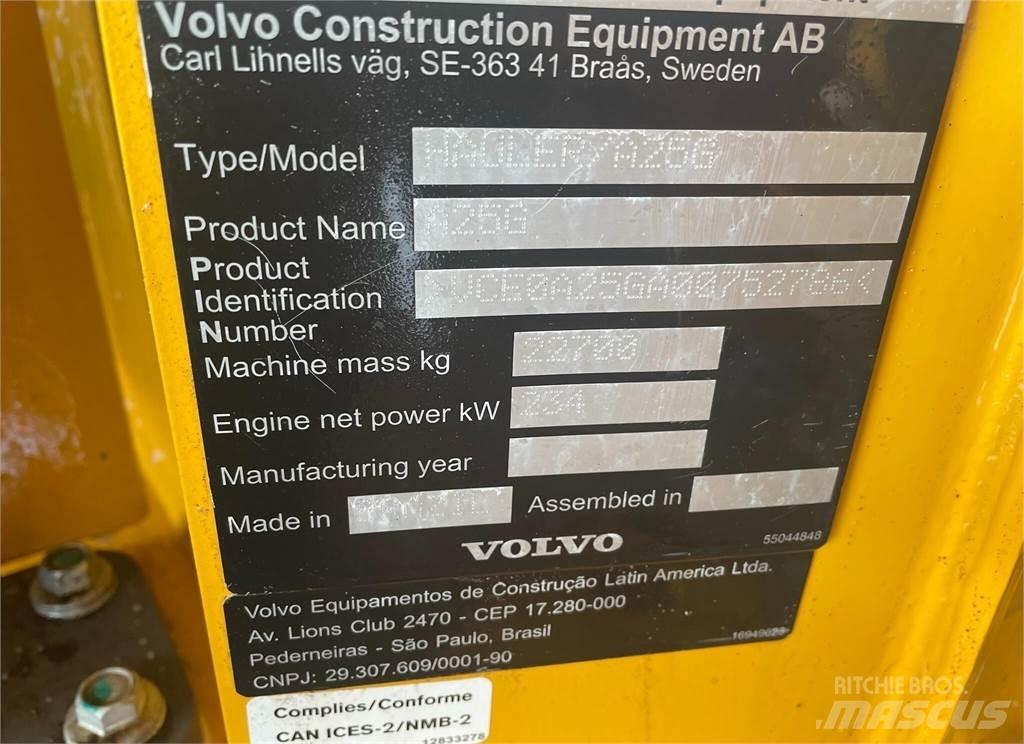 Volvo Construction Equipment AB
Carl Lihnells väg, SE-363 41 Braås, Sweden
Type/Model HAULER/A25G
Product Name A25G
Product
Identification
Number
VCE0A25GA00752786<
Machine mass kg 22700
Engine net power kW 234
Manufacturing year
Made in
Assembled in
VOLVO
55044848
Volvo Equipamentos de Construção Latin America Ltda.
Av. Lions Club 2470 - CEP 17.280-000
Pederneiras - São Paulo, Brasil
CNPJ: 29.307.609/0001-90
16949628
Complies/Conforme
CAN ICES-2/NMB-2
12833278
RITCHIE BROS.
MASCUS